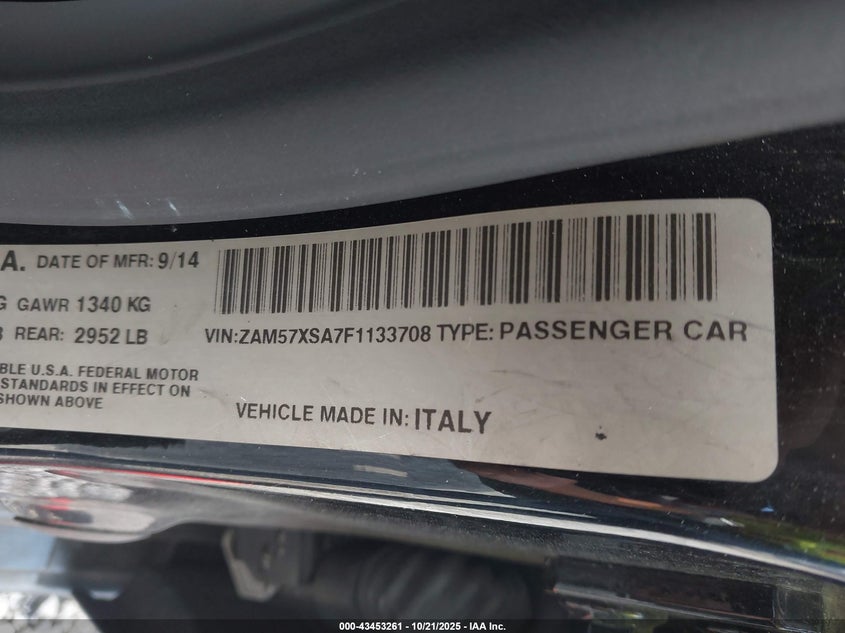 A. DATE OF MFR: 9/14
G GAWR 1340 KG
B REAR: 2952 LB
VIN:ZAM57XSA7F1133708 TYPE: PASSENGER CAR
BLE U.S.A. FEDERAL MOTOR
STANDARDS IN EFFECT ON
SHOWN ABOVE
VEHICLE MADE IN: ITALY
000-43453261 - 10/21/2025 - IAA Inc.